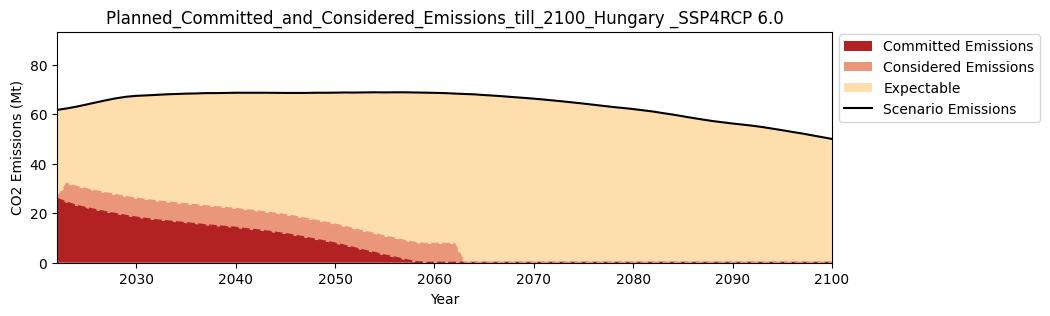 Planned_Committed_and_Considered_Emissions_till_2100_Hungary _SSP4RCP 6.0
Committed Emissions
Considered Emissions
Expectable
Scenario Emissions
CO2 Emissions (Mt)
80
60
40
20
0
2030 2040 2050 2060 2070 2080 2090 2100
Year